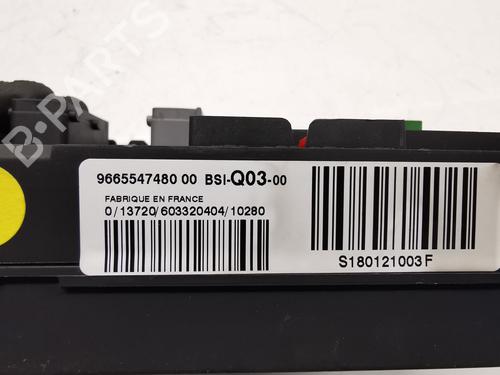 9665547480 00 BSI-Q03-00
FABRIQUE EN FRANCE
0/13720/603320404/10280
S180121003F
B-PARTS